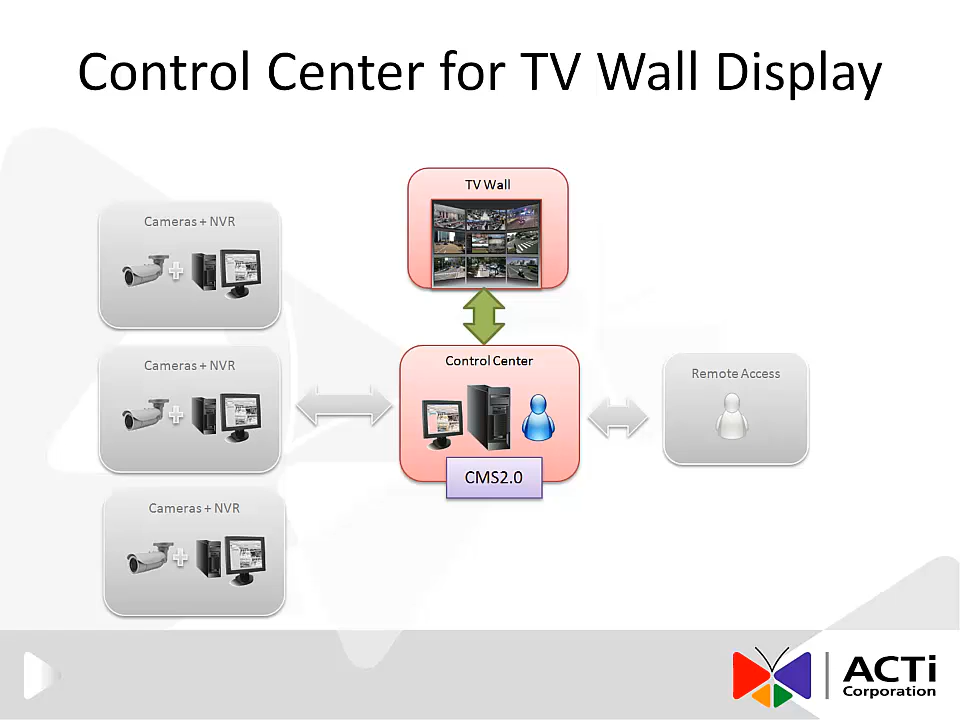 Control Center for TV Wall Display
TV Wall
Cameras + NVR
Control Center
Cameras + NVR
Remote Access
CMS2.0
Cameras + NVR
ACTi
Corporation